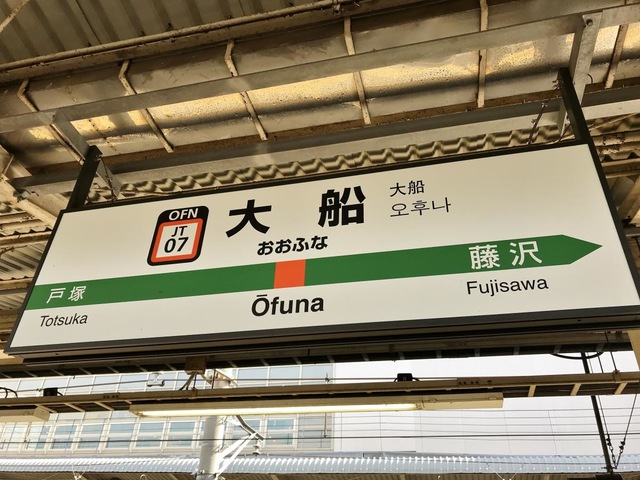 OFN
JT
07
大船
大船
오후나
おおふな
戸塚
藤沢
Totsuka
Ōfuna
Fujisawa